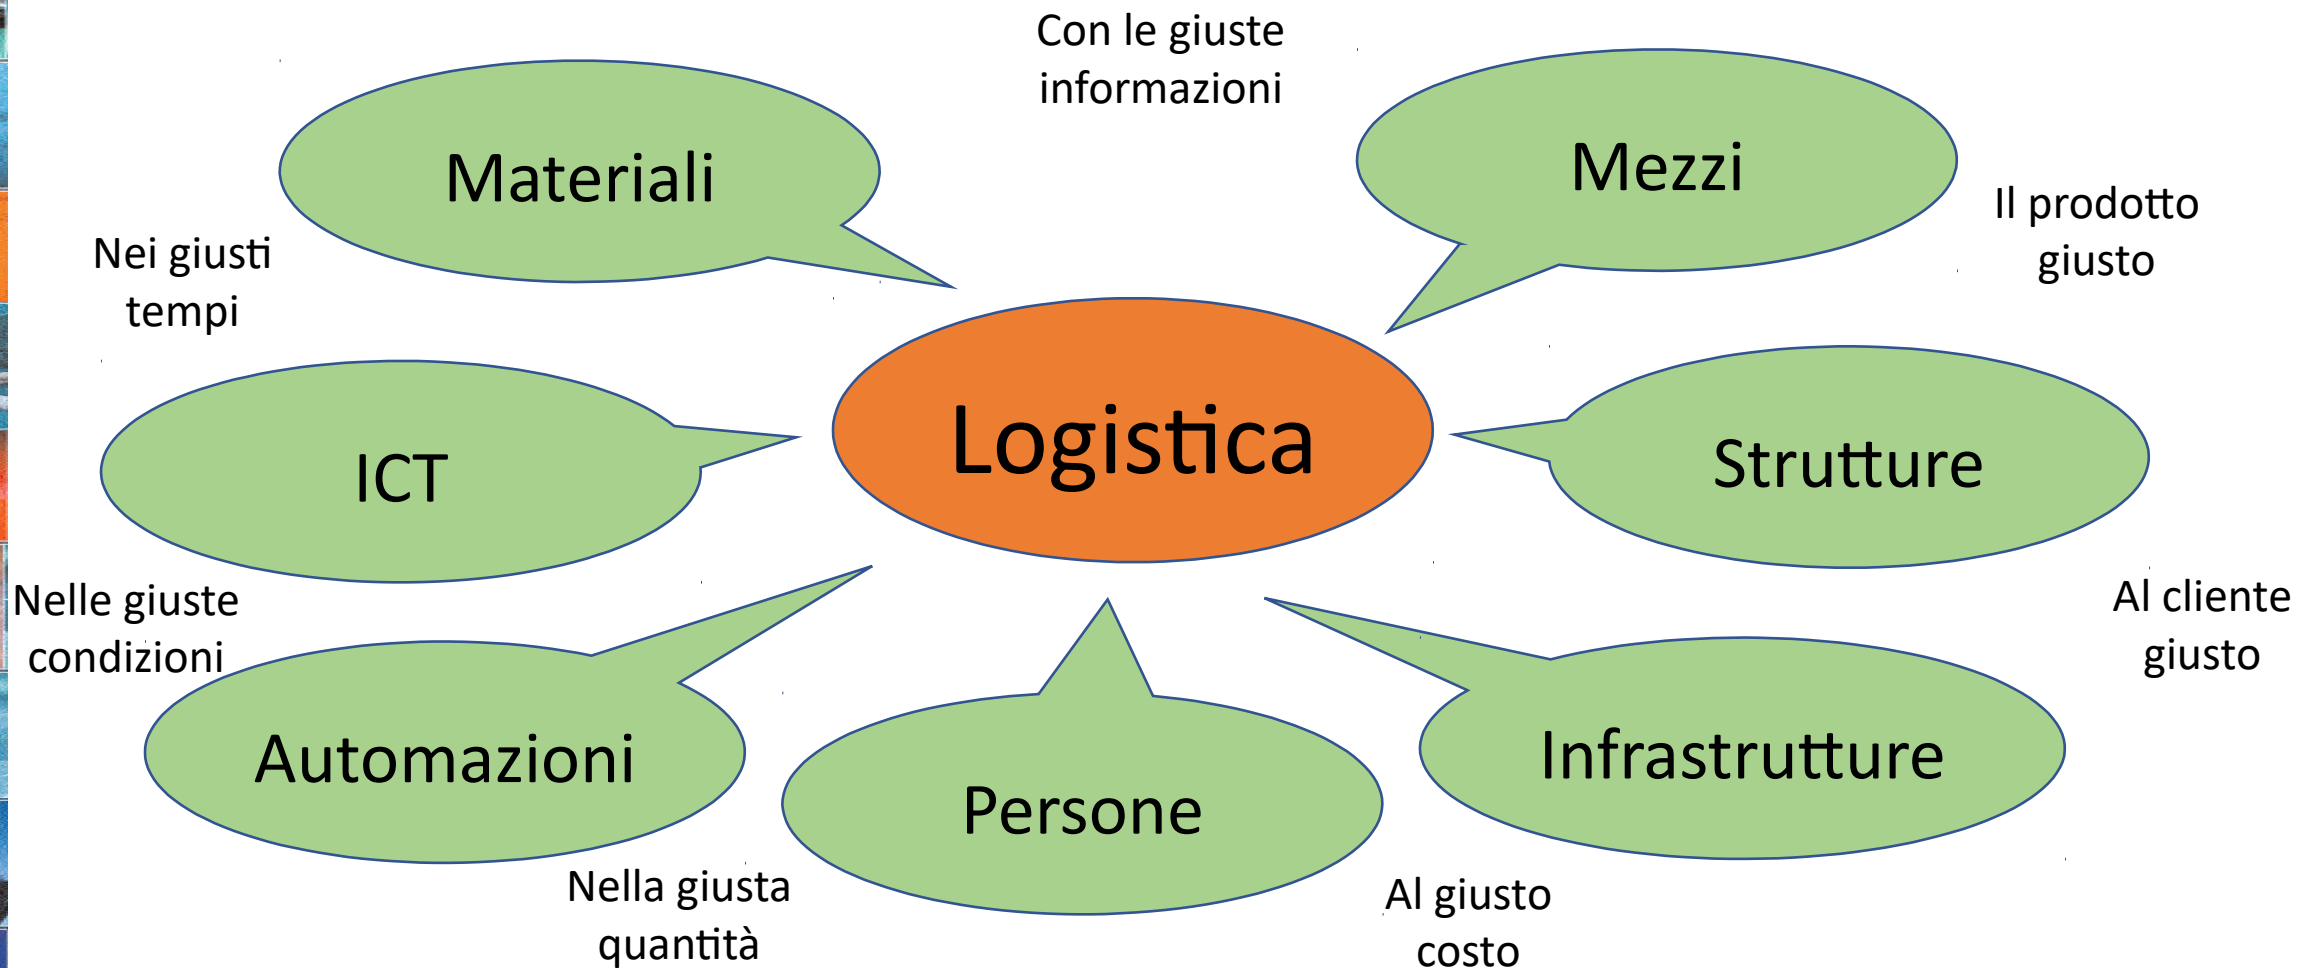 Con le giuste
informazioni
Materiali
Mezzi
Il prodotto
giusto
Nei giusti
tempi
Logistica
ICT
Strutture
Nelle giuste
condizioni
Al cliente
giusto
Automazioni
Persone
Infrastrutture
Nella giusta
quantità
Al giusto
costo